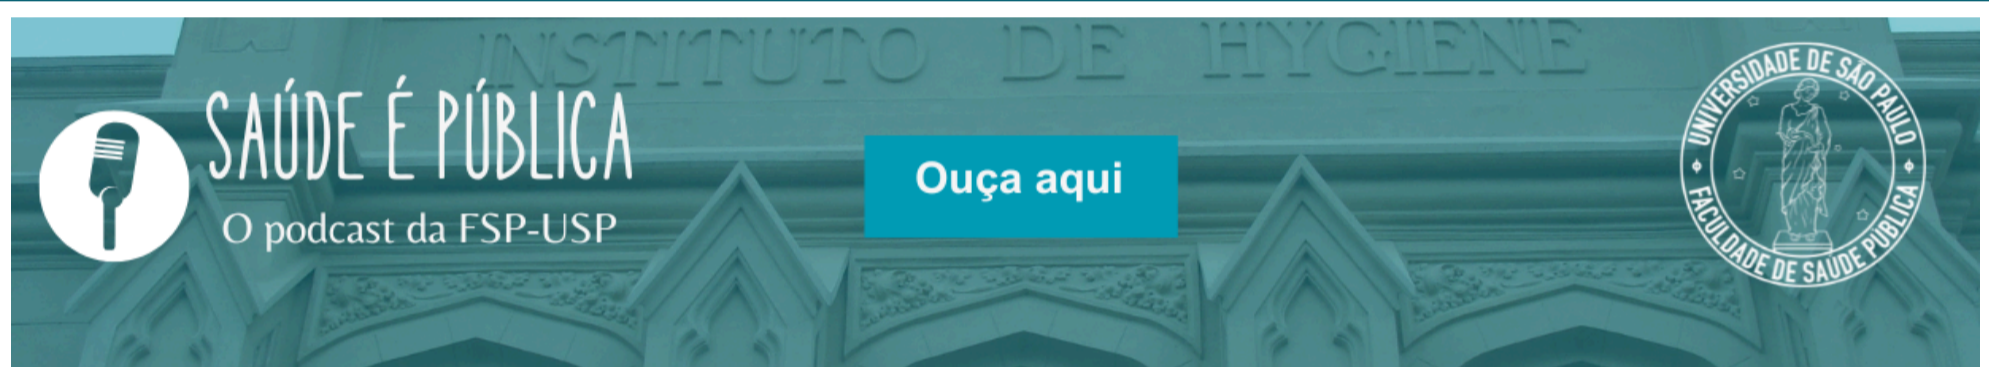 INSTITUTO DE HYGIENE
SAÚDE É PÚBLICA
O podcast da FSP-USP
Ouça aqui
UNIVERSIDADE DE SÃO PAULO
FACULDADE DE SAÚDE PÚBLICA